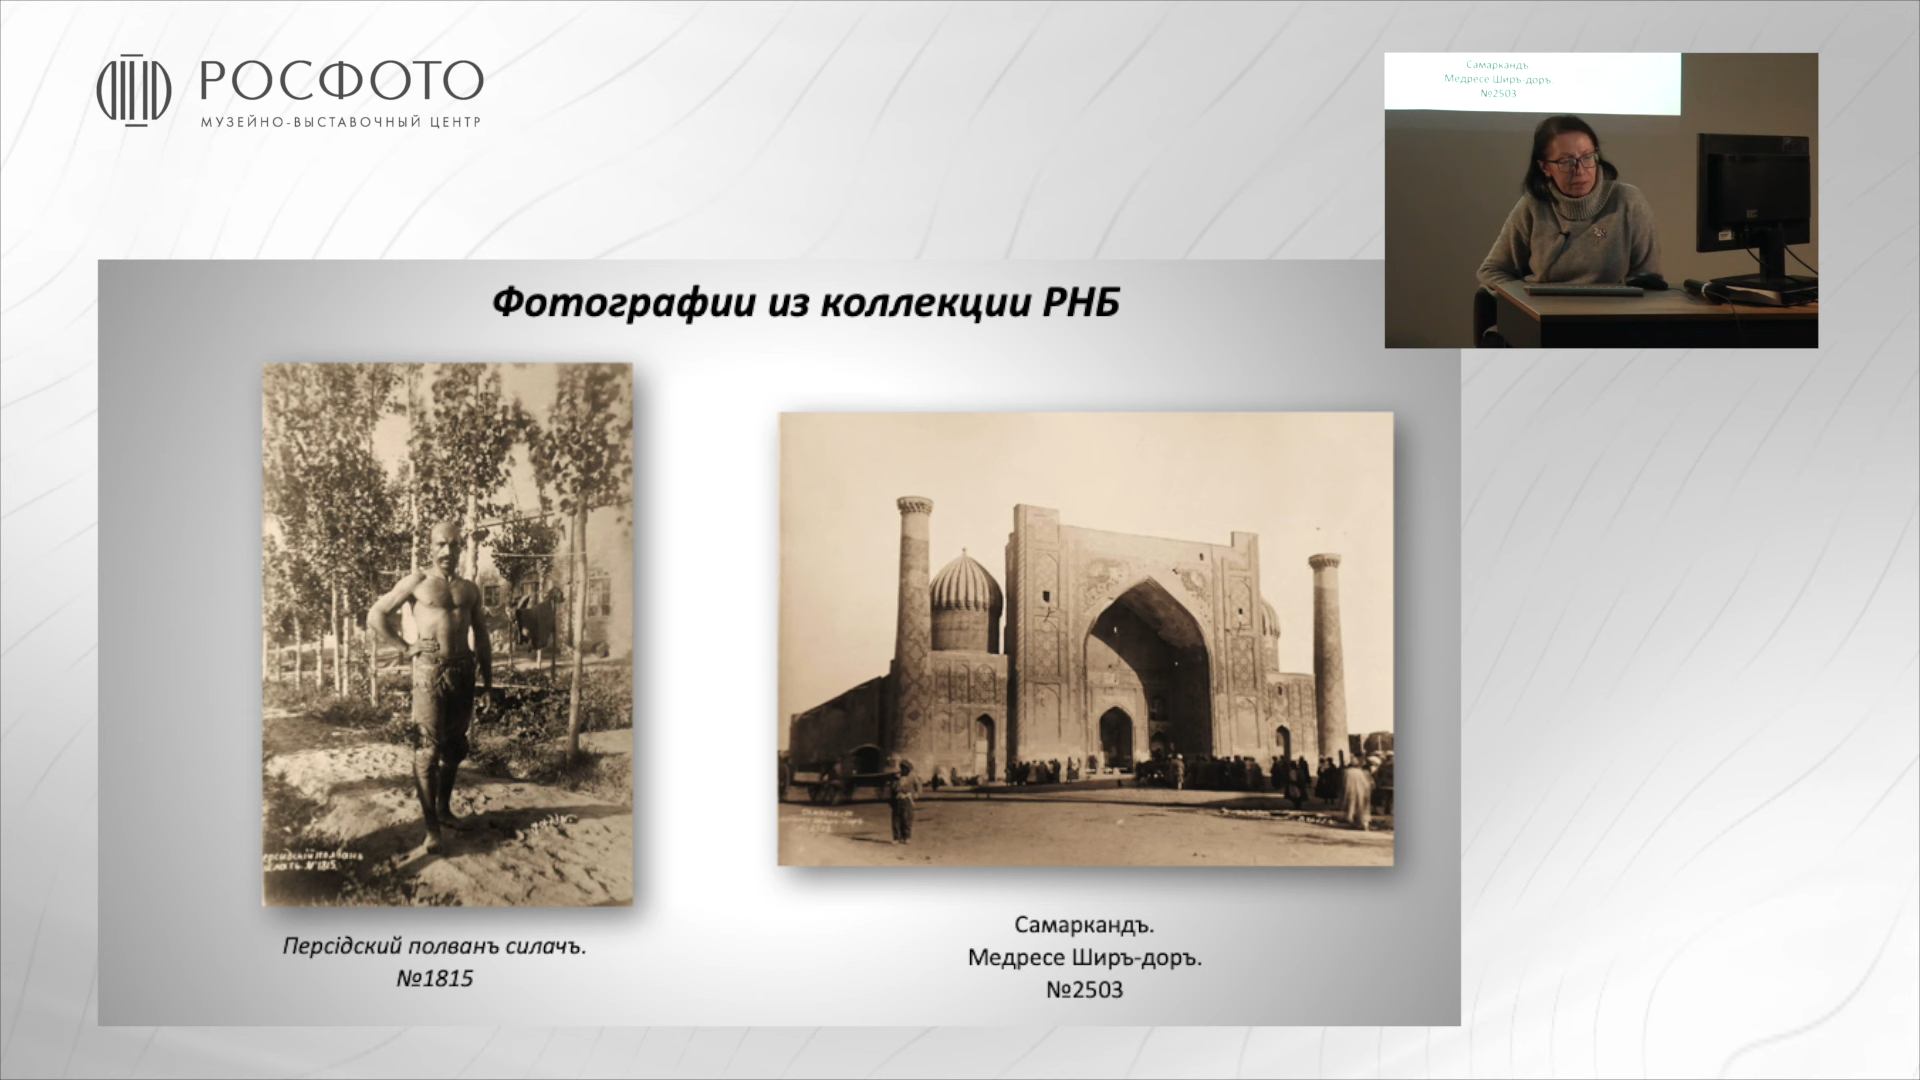 РОСФОТО
МУЗЕЙНО-ВЫСТАВОЧНЫЙ ЦЕНТР
Самаркандъ.
Медресе Ширъ-доръ.
№2503
Фотографии из коллекции РНБ
Персiдский полванъ силачъ.
№1815
Самаркандъ.
Медресе Ширъ-доръ.
№2503